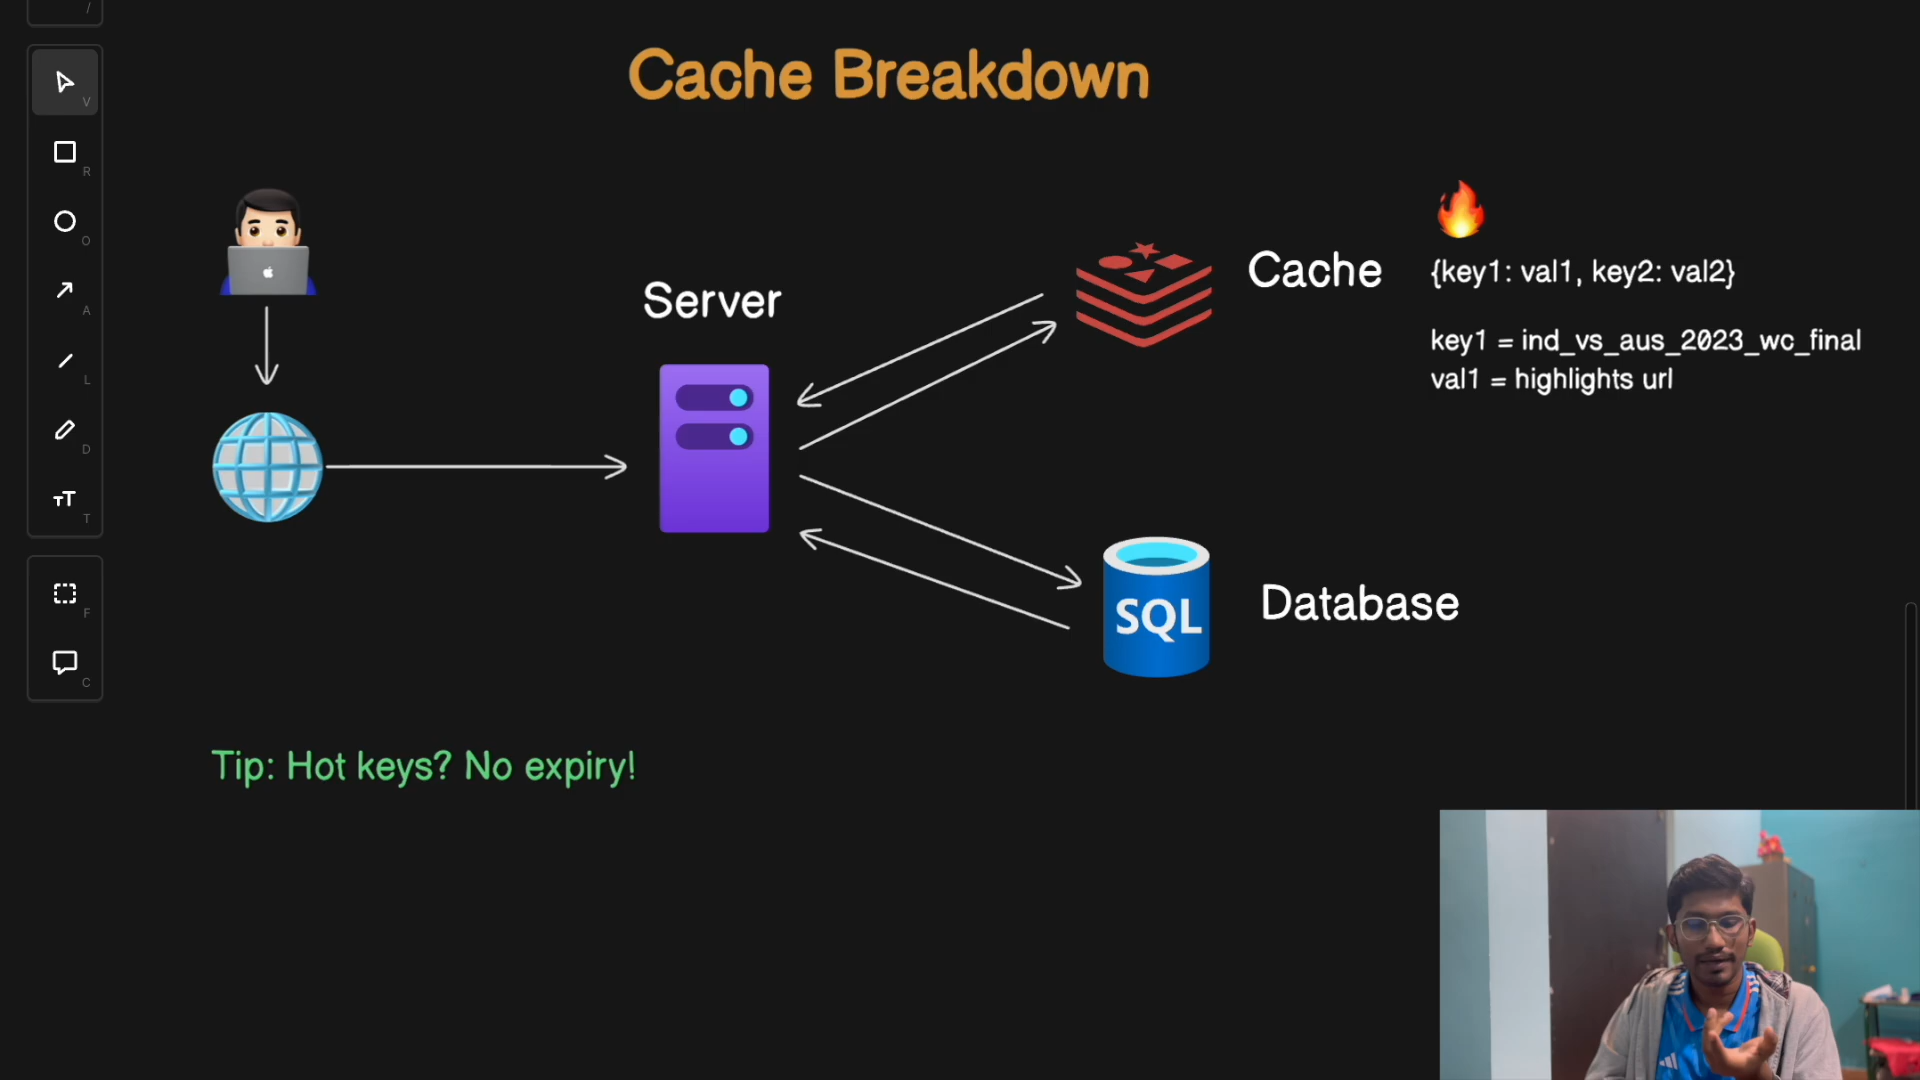 /
V
R
O
A
L
D
TT
T
F
C
Cache Breakdown
Server
Cache
{key1: val1, key2: val2}
key1 = ind_vs_aus_2023_wc_final
val1 = highlights url
SQL
Database
Tip: Hot keys? No expiry!